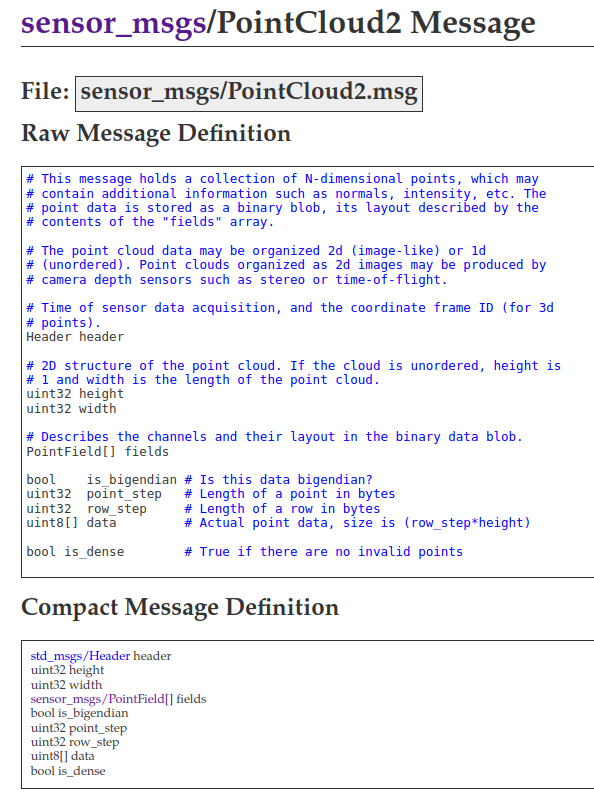 sensor_msgs/PointCloud2 Message
File: sensor_msgs/PointCloud2.msg
Raw Message Definition
# This message holds a collection of N-dimensional points, which may
# contain additional information such as normals, intensity, etc. The
# point data is stored as a binary blob, its layout described by the
# contents of the "fields" array.
# The point cloud data may be organized 2d (image-like) or 1d
# (unordered). Point clouds organized as 2d images may be produced by
# camera depth sensors such as stereo or time-of-flight.
# Time of sensor data acquisition, and the coordinate frame ID (for 3d
# points).
Header header
# 2D structure of the point cloud. If the cloud is unordered, height is
# 1 and width is the length of the point cloud.
uint32 height
uint32 width
# Describes the channels and their layout in the binary data blob.
PointField[] fields
bool    is_bigendian # Is this data bigendian?
uint32  point_step   # Length of a point in bytes
uint32  row_step     # Length of a row in bytes
uint8[] data         # Actual point data, size is (row_step*height)
bool is_dense        # True if there are no invalid points
Compact Message Definition
std_msgs/Header header
uint32 height
uint32 width
sensor_msgs/PointField[] fields
bool is_bigendian
uint32 point_step
uint32 row_step
uint8[] data
bool is_dense